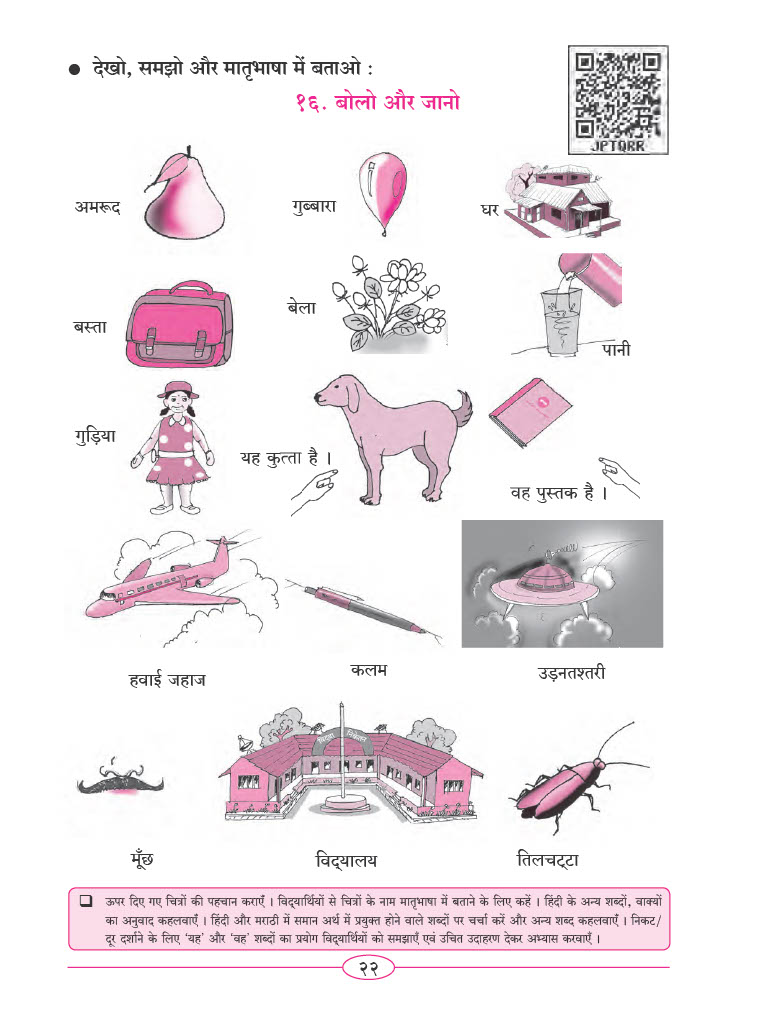 ● देखो, समझो और मातृभाषा में बताओ :
१६. बोलो और जानो
JPTQRR
अमरूद
गुब्बारा
घर
बस्ता
बेला
पानी
गुड़िया
यह कुत्ता है ।
वह पुस्तक है ।
हवाई जहाज
कलम
उड़नतश्तरी
मूँछ
विद्‌यालय
तिलचट्‌टा
❑ ऊपर दिए गए चित्रों की पहचान कराएँ । विद्‌यार्थियों से चित्रों के नाम मातृभाषा में बताने के लिए कहें । हिंदी के अन्य शब्दों, वाक्यों
का अनुवाद कहलवाएँ । हिंदी और मराठी में समान अर्थ में प्रयुक्त होने वाले शब्दों पर चर्चा करें और अन्य शब्द कहलवाएँ । निकट/
दूर दर्शाने के लिए ‘यह’ और ‘वह’ शब्दों का प्रयोग विद्‌यार्थियों को समझाएँ एवं उचित उदाहरण देकर अभ्यास करवाएँ ।
२२